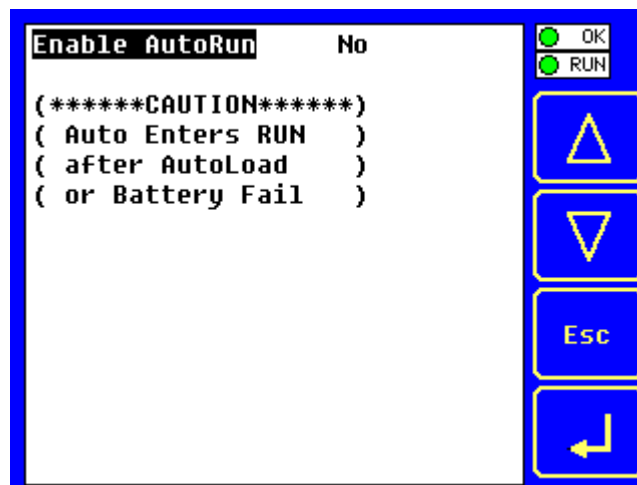 Enable AutoRun No
(******CAUTION******)
( Auto Enters RUN )
( after AutoLoad )
( or Battery Fail )
OK
RUN
Esc